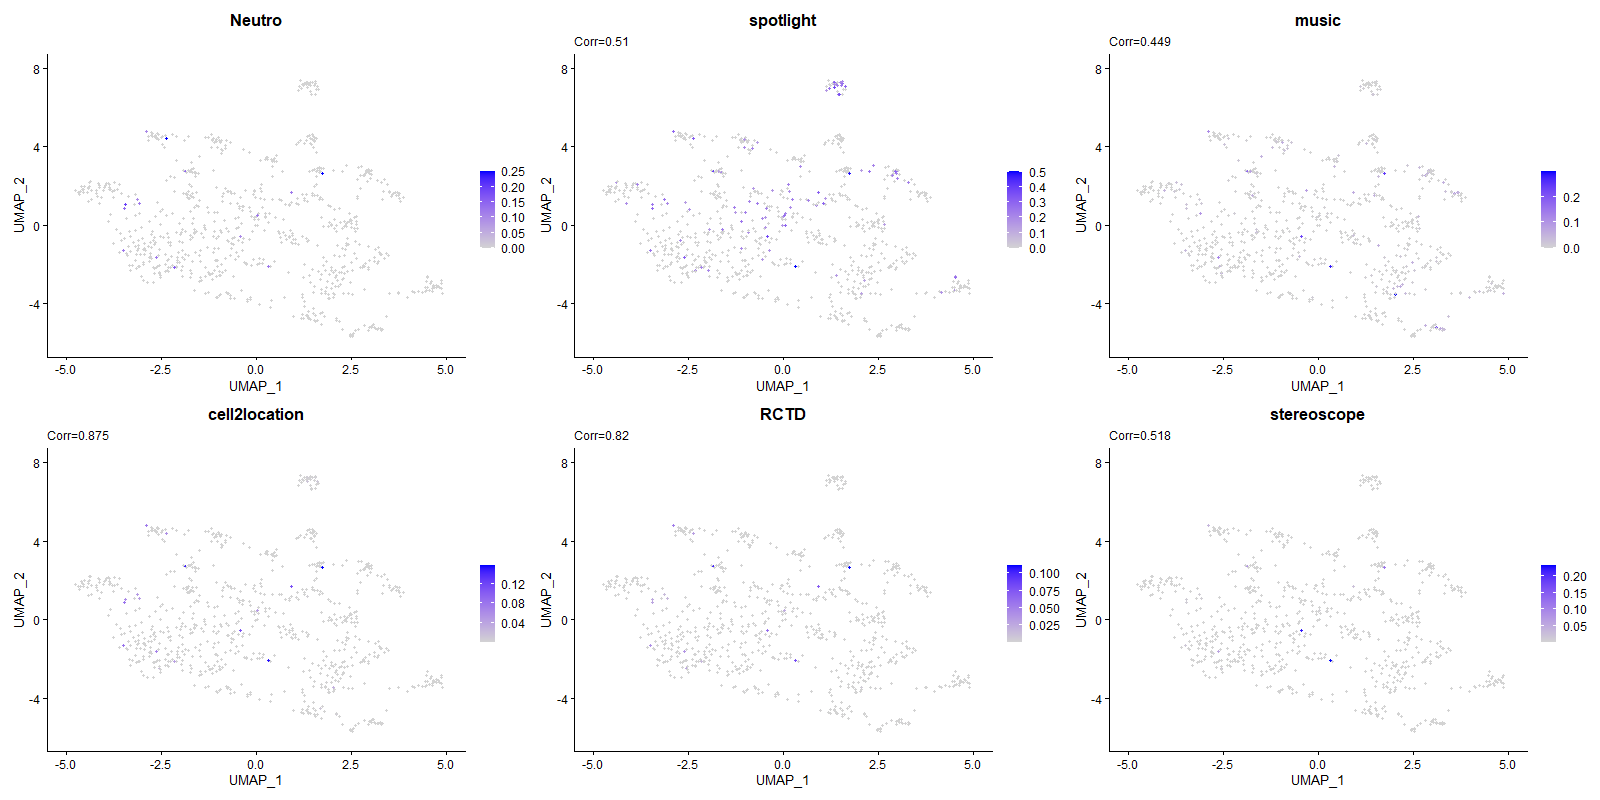 Neutro
8
4
0
-4
UMAP_2
-5.0 -2.5 0.0 2.5 5.0
UMAP_1
0.25
0.20
0.15
0.10
0.05
0.00
spotlight
Corr=0.51
8
4
0
-4
UMAP_2
-5.0 -2.5 0.0 2.5 5.0
UMAP_1
0.5
0.4
0.3
0.2
0.1
0.0
music
Corr=0.449
8
4
0
-4
UMAP_2
-5.0 -2.5 0.0 2.5 5.0
UMAP_1
0.2
0.1
0.0
cell2location
Corr=0.875
8
4
0
-4
UMAP_2
-5.0 -2.5 0.0 2.5 5.0
UMAP_1
0.12
0.08
0.04
RCTD
Corr=0.82
8
4
0
-4
UMAP_2
-5.0 -2.5 0.0 2.5 5.0
UMAP_1
0.100
0.075
0.050
0.025
stereoscope
Corr=0.518
8
4
0
-4
UMAP_2
-5.0 -2.5 0.0 2.5 5.0
UMAP_1
0.20
0.15
0.10
0.05